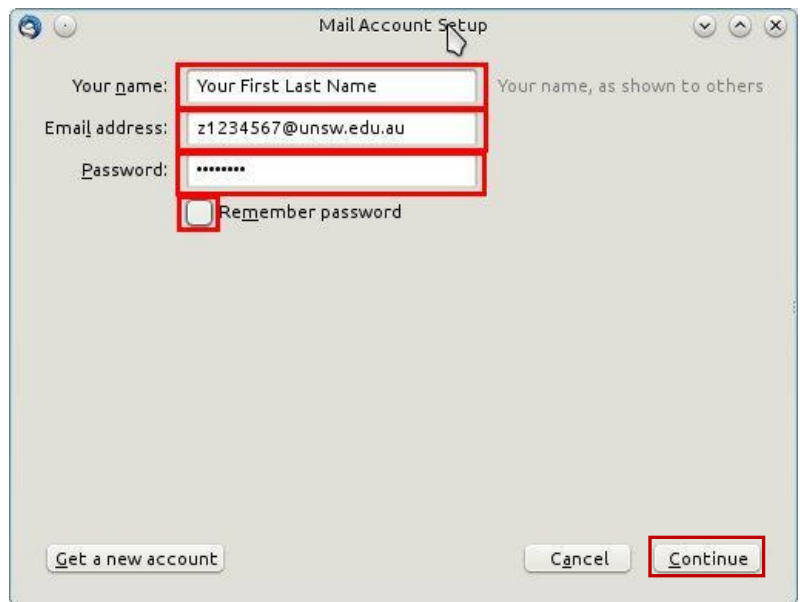 Mail Account Setup
Your name: Your First Last Name Your name, as shown to others
Email address: z1234567@unsw.edu.au
Password: ••••••••
Remember password
Get a new account Cancel Continue